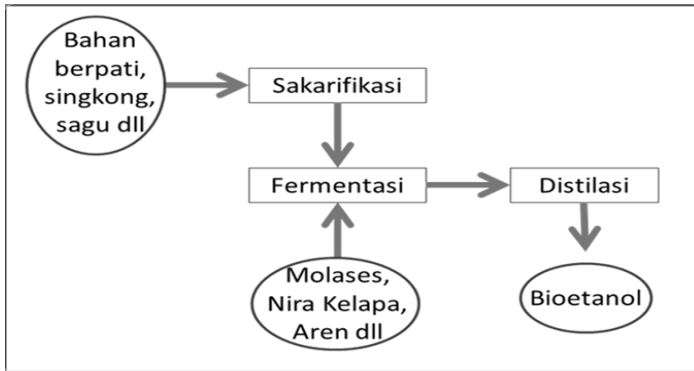 Bahan
berpati,
singkong,
sagu dll
Sakarifikasi
Fermentasi
Distilasi
Molases,
Nira Kelapa,
Aren dll
Bioetanol